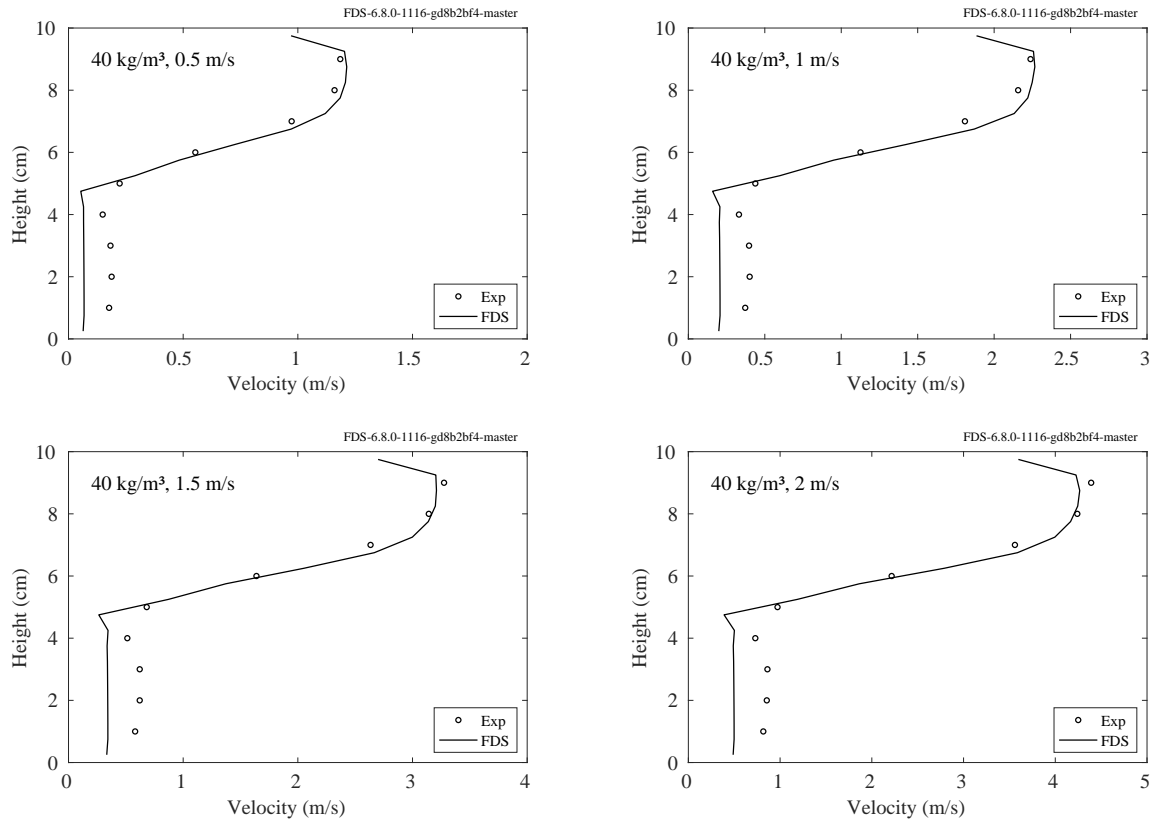 FDS-6.8.0-1116-gd8b2bf4-master
40 kg/m³, 0.5 m/s
10
8
6
4
2
0
Height (cm)
Exp
FDS
0 0.5 1 1.5 2
Velocity (m/s)
FDS-6.8.0-1116-gd8b2bf4-master
40 kg/m³, 1 m/s
10
8
6
4
2
0
Height (cm)
Exp
FDS
0 0.5 1 1.5 2 2.5 3
Velocity (m/s)
FDS-6.8.0-1116-gd8b2bf4-master
40 kg/m³, 1.5 m/s
10
8
6
4
2
0
Height (cm)
Exp
FDS
0 1 2 3 4
Velocity (m/s)
FDS-6.8.0-1116-gd8b2bf4-master
40 kg/m³, 2 m/s
10
8
6
4
2
0
Height (cm)
Exp
FDS
0 1 2 3 4 5
Velocity (m/s)